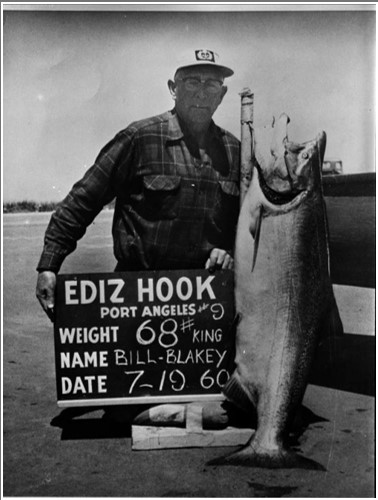 EDIZ HOOK
PORT ANGELES #9
WEIGHT 68# KING
NAME BILL-BLAKEY
DATE 7-19 60